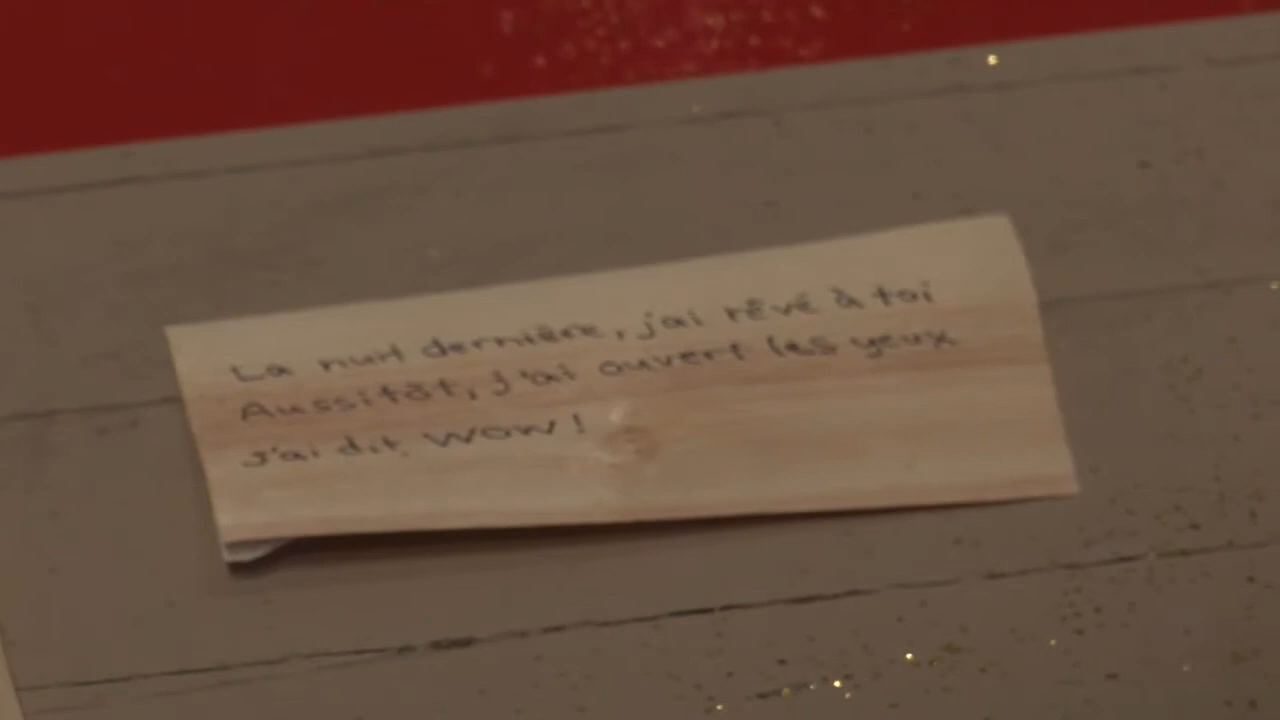 La nuit dernière, j'ai rêvé à toi
Aussitôt, j'ai ouvert les yeux
J'ai dit, WOW !